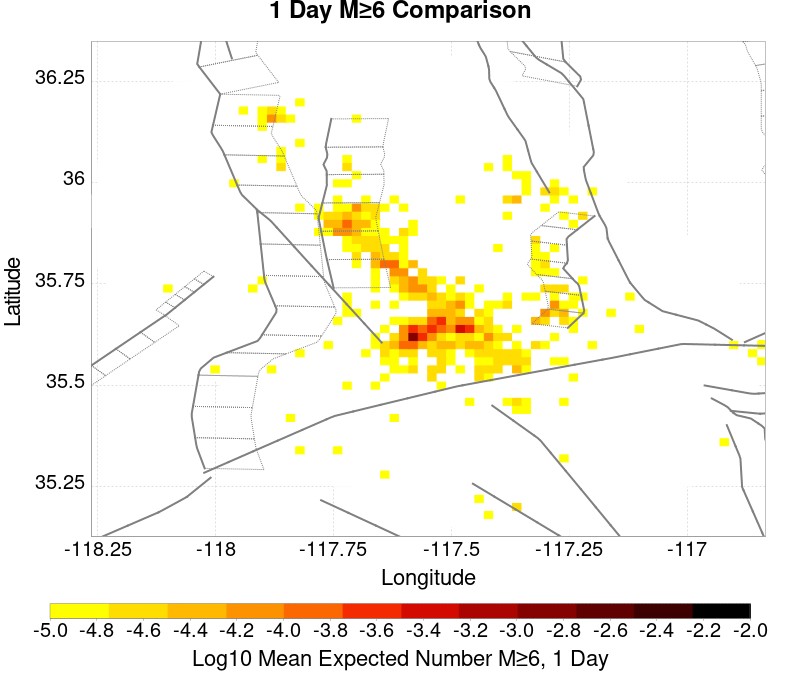 1 Day M≥6 Comparison
36.25
36
35.75
35.5
35.25
Latitude
-118.25 -118 -117.75 -117.5 -117.25 -117
Longitude
-5.0 -4.8 -4.6 -4.4 -4.2 -4.0 -3.8 -3.6 -3.4 -3.2 -3.0 -2.8 -2.6 -2.4 -2.2 -2.0
Log10 Mean Expected Number M≥6, 1 Day